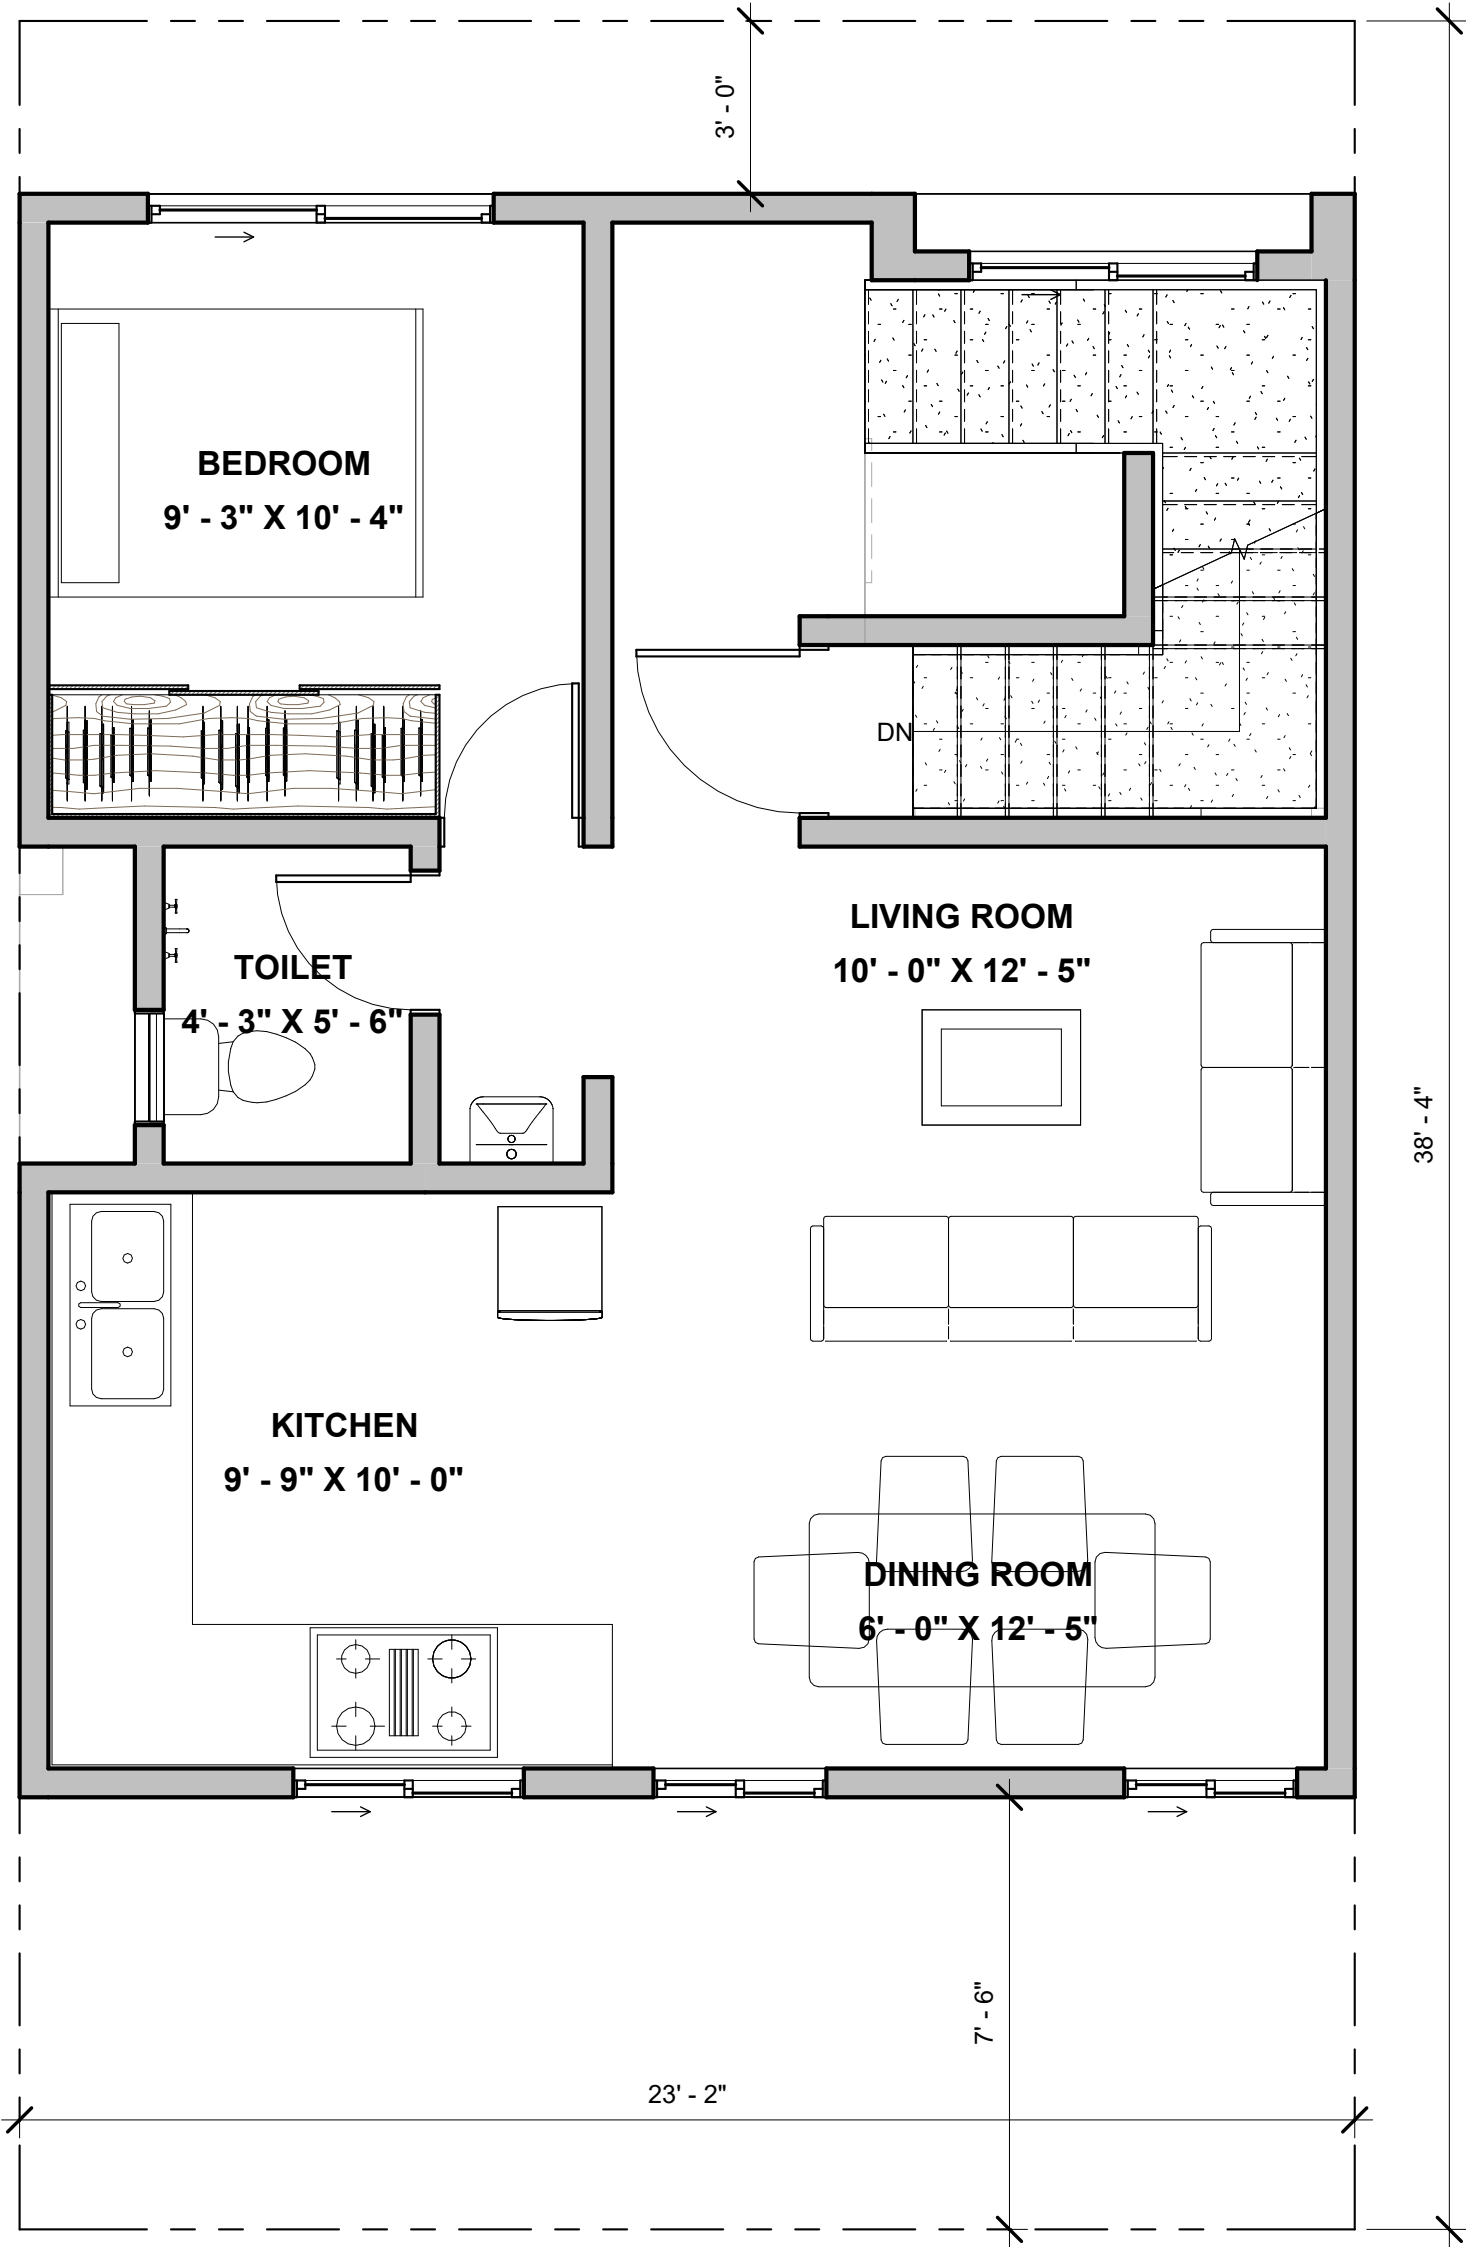 3' - 0"
BEDROOM
9' - 3" X 10' - 4"
DN
LIVING ROOM
10' - 0" X 12' - 5"
TOILET
4' - 3" X 5' - 6"
38' - 4"
KITCHEN
9' - 9" X 10' - 0"
DINING ROOM
6' - 0" X 12' - 5"
7' - 6"
23' - 2"